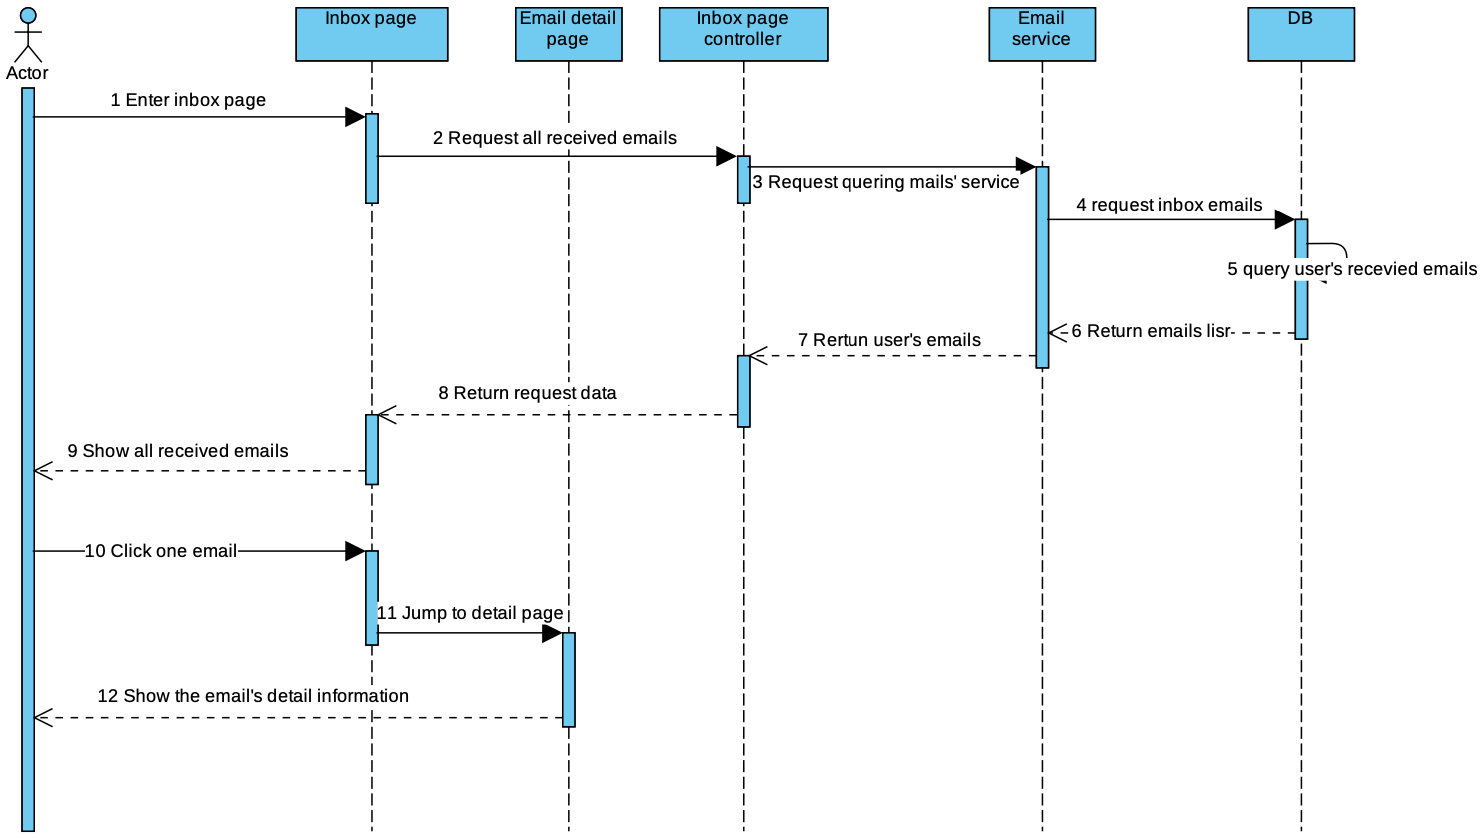 Inbox page
Email detail
page
Inbox page
controller
Email
service
DB
Actor
1 Enter inbox page
2 Request all received emails
3 Request quering mails' service
4 request inbox emails
5 query user's recevied emails
6 Return emails lisr
7 Rertun user's emails
8 Return request data
9 Show all received emails
10 Click one email
11 Jump to detail page
12 Show the email's detail information